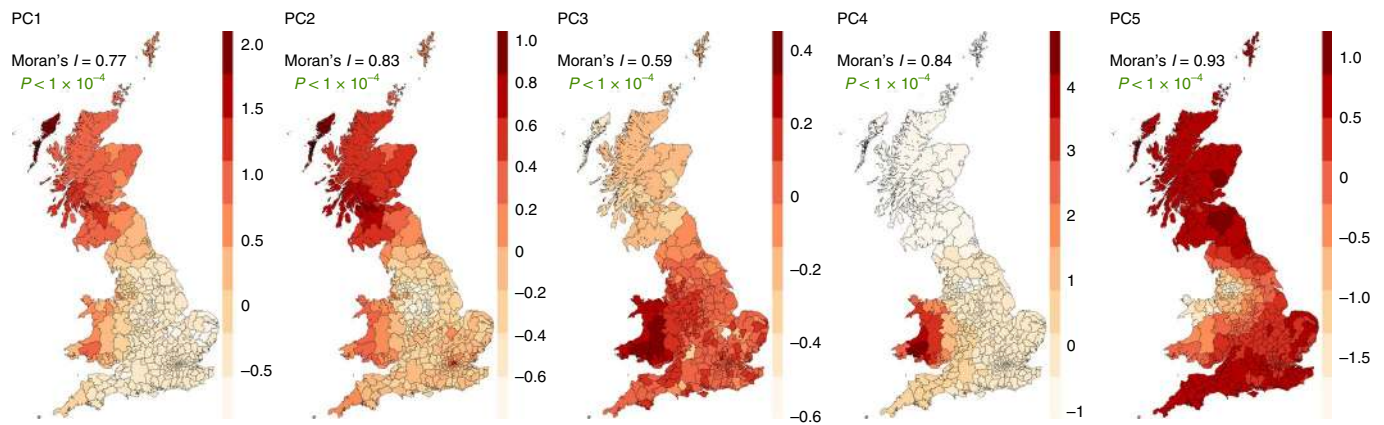 PC1
Moran's I = 0.77
P < 1 × 10⁻⁴
2.0
1.5
1.0
0.5
0
−0.5
PC2
Moran's I = 0.83
P < 1 × 10⁻⁴
1.0
0.8
0.6
0.4
0.2
0
−0.2
−0.4
−0.6
PC3
Moran's I = 0.59
P < 1 × 10⁻⁴
0.4
0.2
0
−0.2
−0.4
−0.6
PC4
Moran's I = 0.84
P < 1 × 10⁻⁴
4
3
2
1
0
−1
PC5
Moran's I = 0.93
P < 1 × 10⁻⁴
1.0
0.5
0
−0.5
−1.0
−1.5